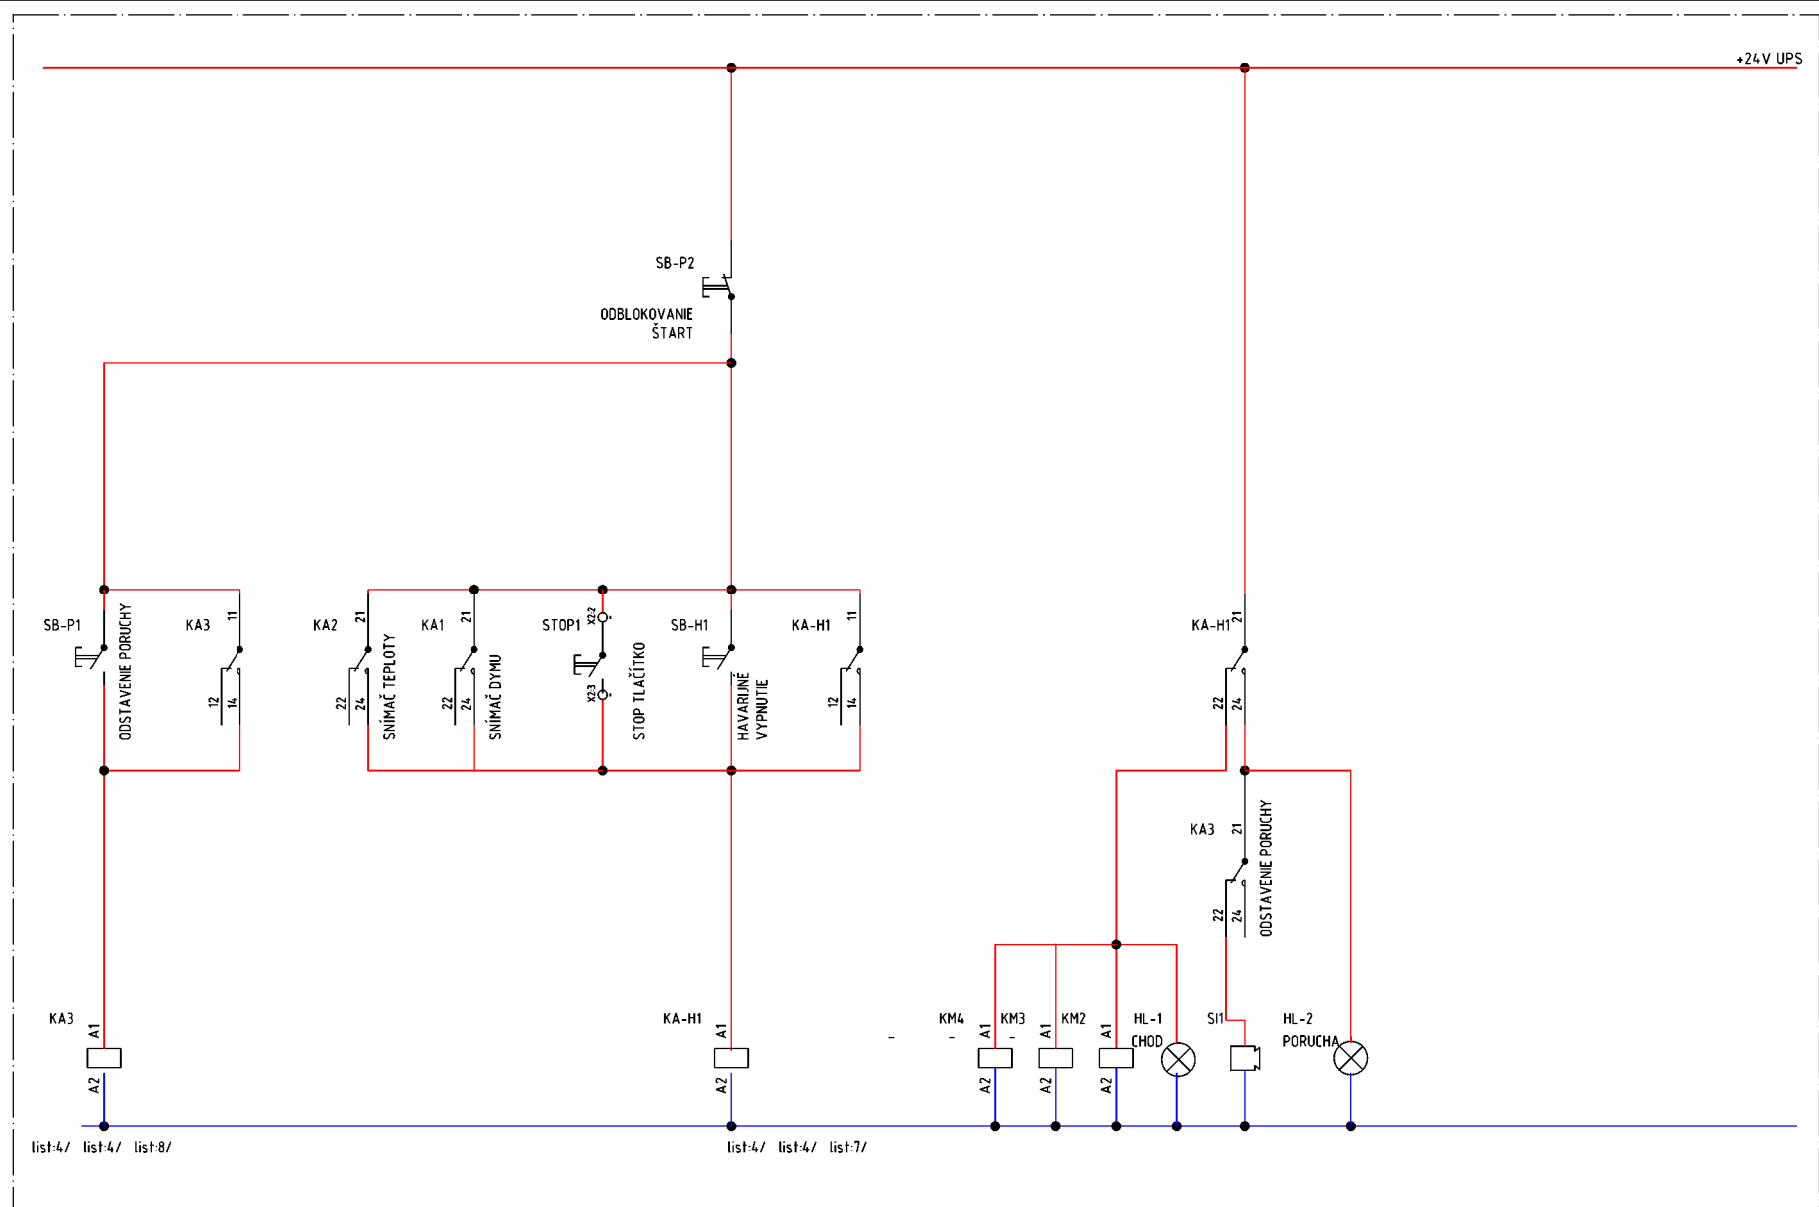 +24V UPS
SB-P2
ODBLOKOVANIE
ŠTART
SB-P1
ODSTAVENIE PORUCHY
KA3
11
12
14
KA2
21
22
24
SNÍMAČ TEPLOTY
KA1
21
22
24
SNÍMAČ DYMU
STOP1
X2:2
X2:3
STOP TLAČÍTKO
SB-H1
HAVARIJNÉ
VYPNUTIE
KA-H1
11
12
14
KA-H1
21
22
24
KA3
21
22
24
ODSTAVENIE PORUCHY
KA3
A1
A2
KA-H1
A1
A2
KM4
A1
A2
KM3
A1
A2
KM2
A1
A2
HL-1
CHOD
SI1
HL-2
PORUCHA
list:4/ list:4/ list:8/
list:4/ list:4/ list:7/